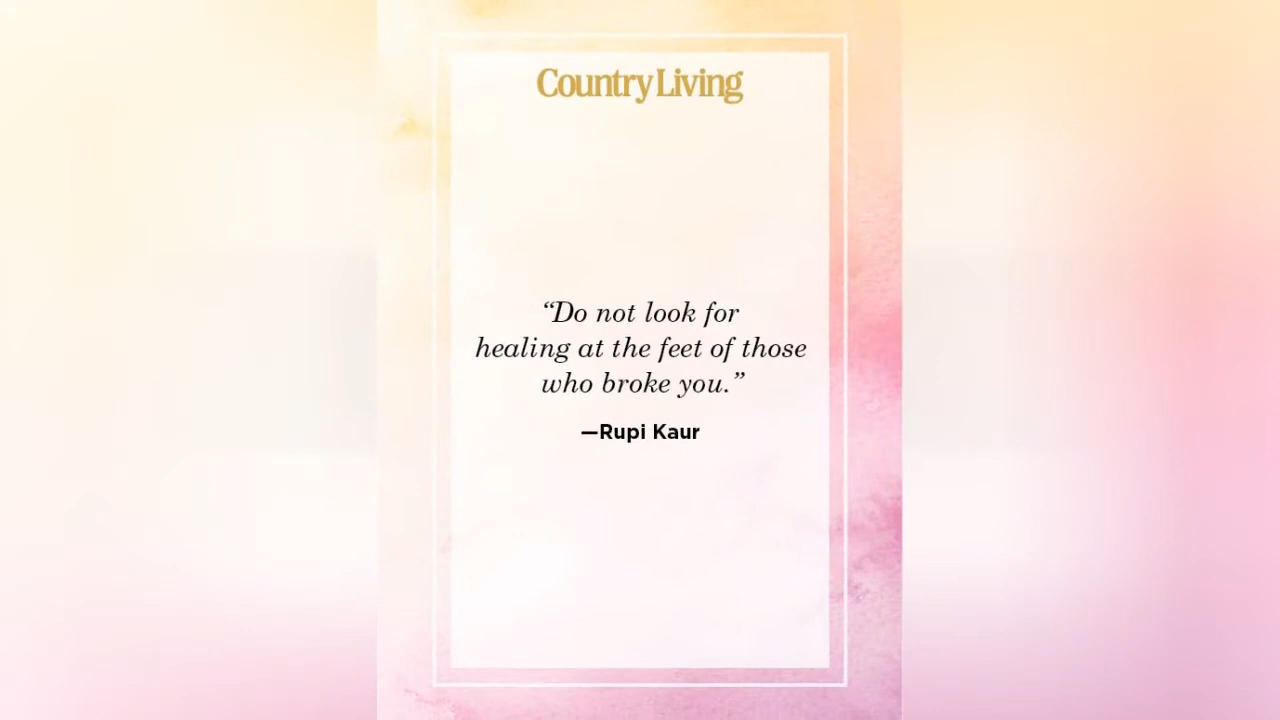 Country Living
“Do not look for
healing at the feet of those
who broke you.”
—Rupi Kaur